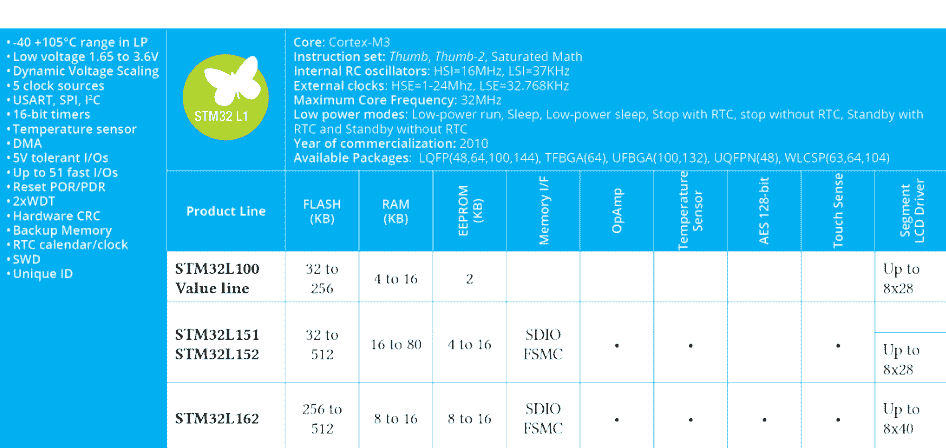 • -40 +105°C range in LP
• Low voltage 1.65 to 3.6V
• Dynamic Voltage Scaling
• 5 clock sources
• USART, SPI, I²C
• 16-bit timers
• Temperature sensor
• DMA
• 5V tolerant I/Os
• Up to 51 fast I/Os
• Reset POR/PDR
• 2xWDT
• Hardware CRC
• Backup Memory
• RTC calendar/clock
• SWD
• Unique ID
STM32 L1
Core: Cortex-M3
Instruction set: Thumb, Thumb-2, Saturated Math
Internal RC oscillators: HSI=16MHz, LSI=37KHz
External clocks: HSE=1-24Mhz, LSE=32.768KHz
Maximum Core Frequency: 32MHz
Low power modes: Low-power run, Sleep, Low-power sleep, Stop with RTC, stop without RTC, Standby with
RTC and Standby without RTC
Year of commercialization: 2010
Available Packages: LQFP(48,64,100,144), TFBGA(64), UFBGA(100,132), UQFPN(48), WLCSP(63,64,104)
Product Line
FLASH
(KB)
RAM
(KB)
EEPROM
(KB)
Memory I/F
OpAmp
Temperature
Sensor
AES 128-bit
Touch Sense
Segment
LCD Driver
STM32L100
Value line
32 to
256
4 to 16
2
Up to
8x28
STM32L151
STM32L152
32 to
512
16 to 80
4 to 16
SDIO
FSMC
•
•
•
Up to
8x28
STM32L162
256 to
512
8 to 16
8 to 16
SDIO
FSMC
•
•
•
•
Up to
8x40